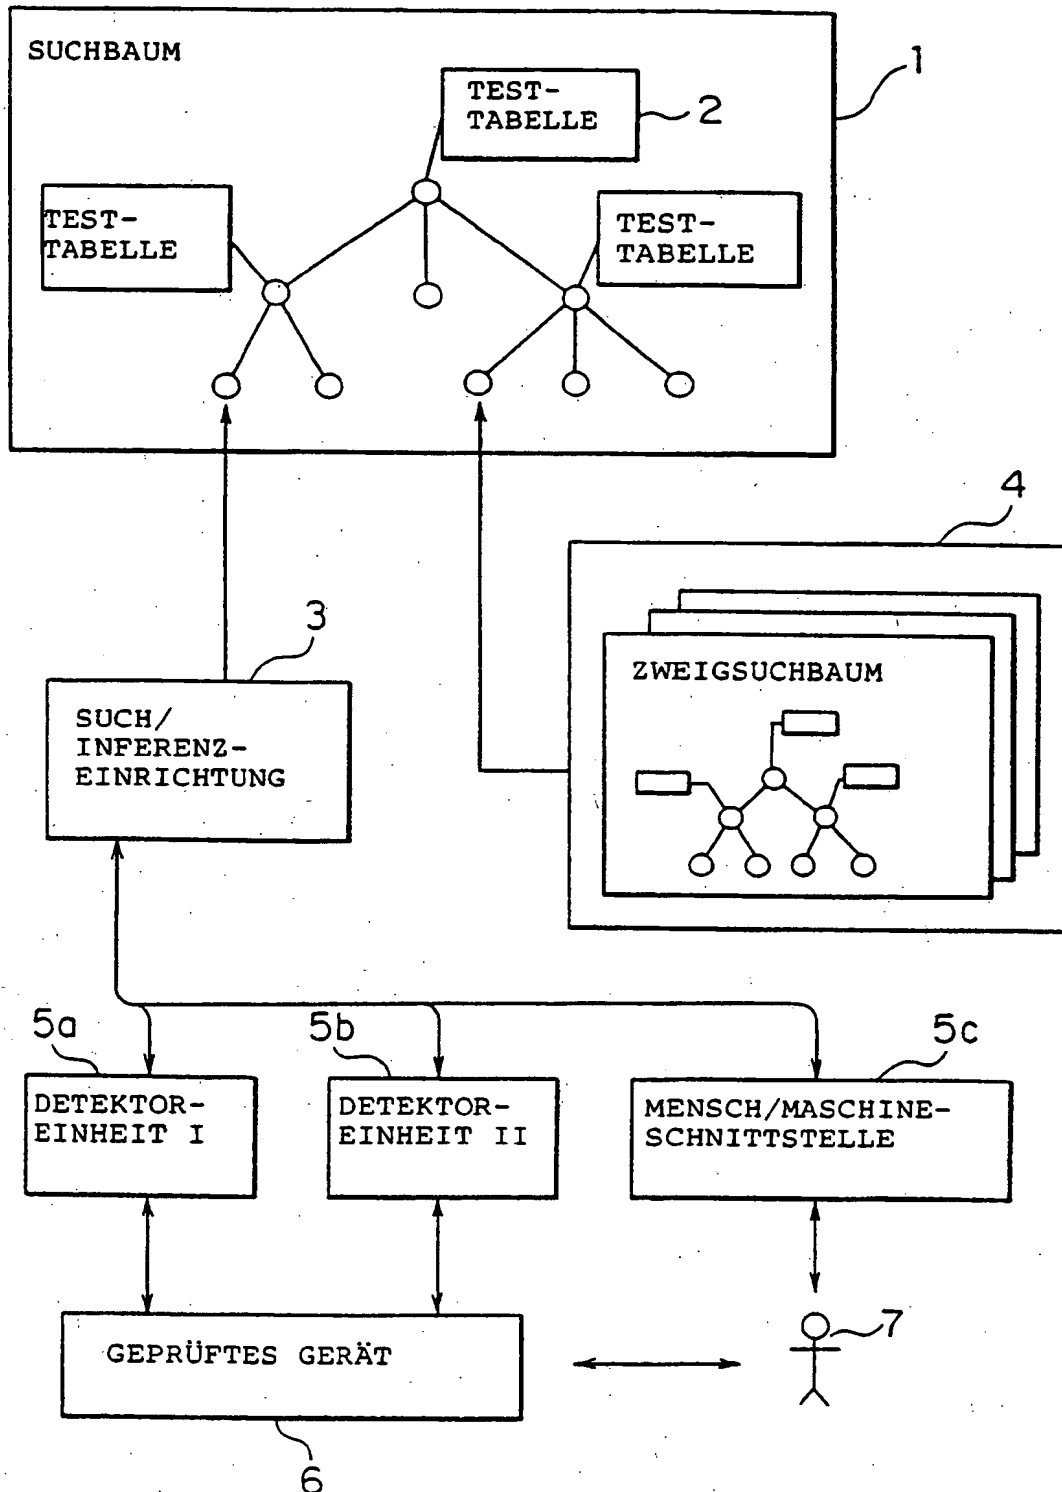 SUCHBAUM
1
TEST-
TABELLE
2
TEST-
TABELLE
TEST-
TABELLE
4
3
ZWEIGSUCHBAUM
SUCH/
INFERENZ-
EINRICHTUNG
5a
5b
5c
DETEKTOR-
EINHEIT I
DETEKTOR-
EINHEIT II
MENSCH/MASCHINE-
SCHNITTSTELLE
7
GEPRÜFTES GERÄT
6